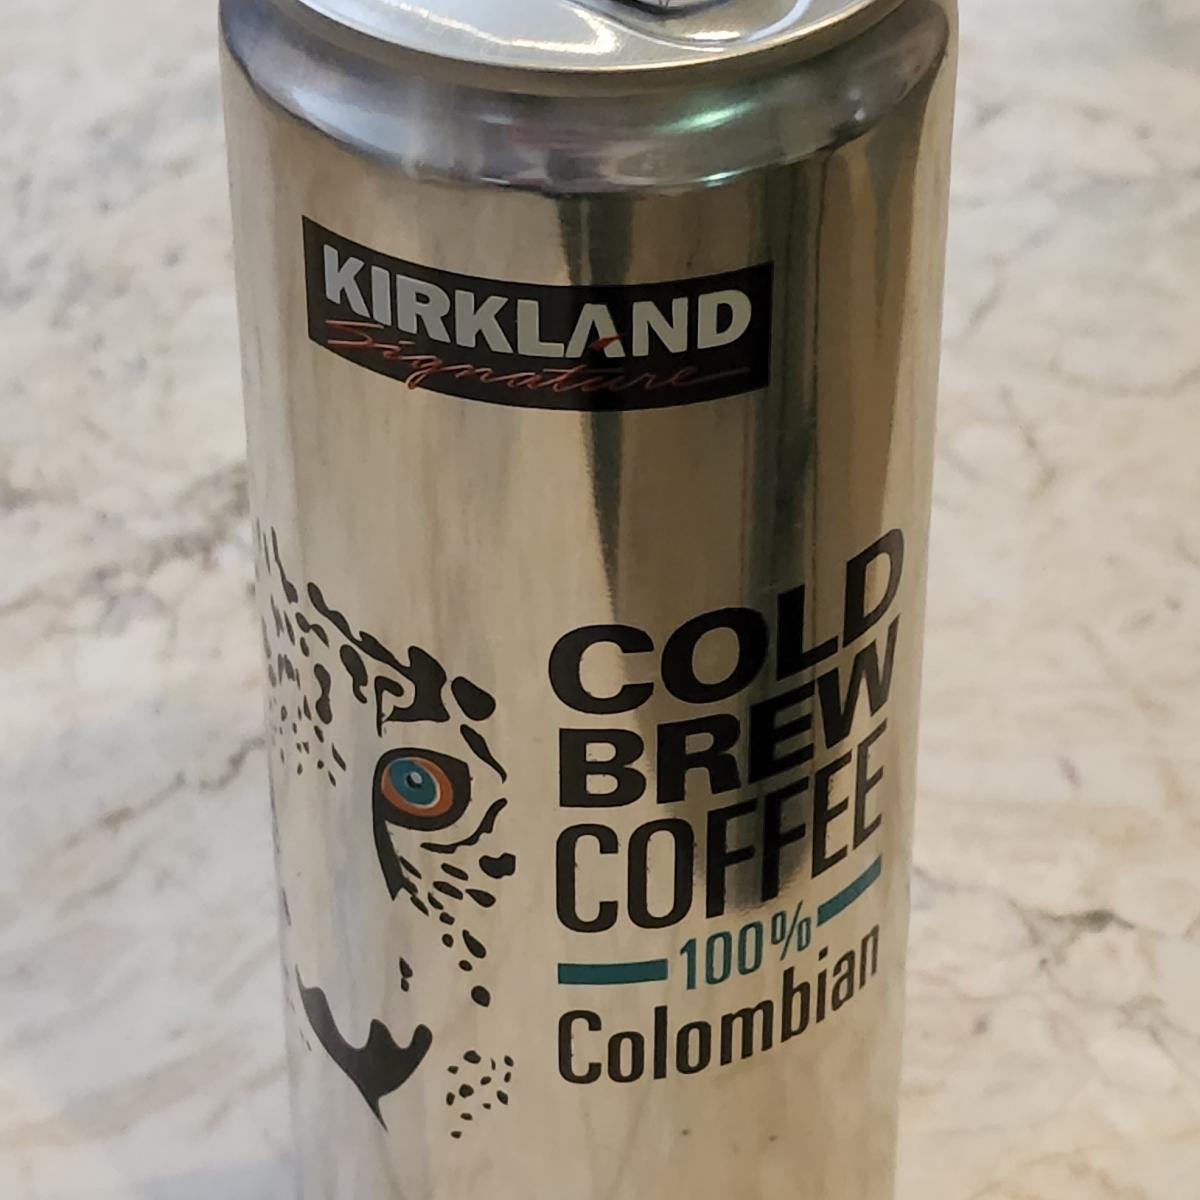 KIRKLAND
Signature
COLD
BREW
COFFEE
100%
Colombian